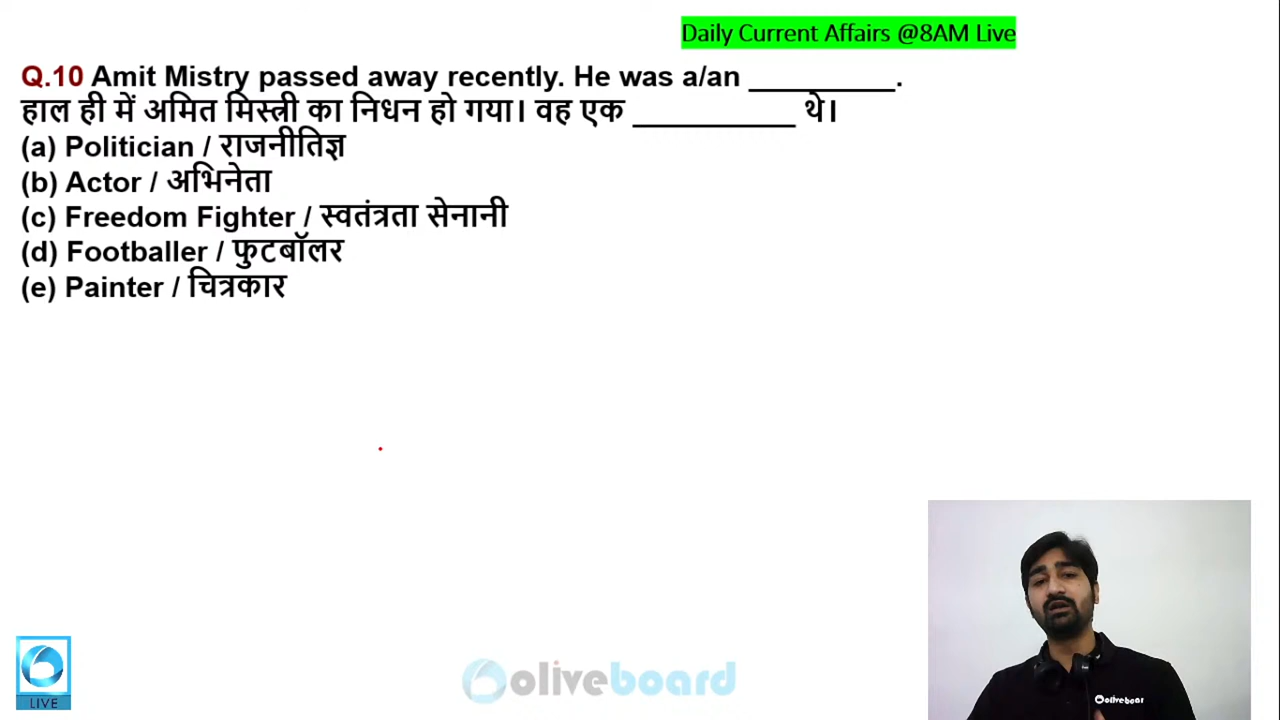 Daily Current Affairs @8AM Live
Q.10 Amit Mistry passed away recently. He was a/an _________.
हाल ही में अमित मिस्त्री का निधन हो गया। वह एक __________ थे।
(a) Politician / राजनीतिज्ञ
(b) Actor / अभिनेता
(c) Freedom Fighter / स्वतंत्रता सेनानी
(d) Footballer / फुटबॉलर
(e) Painter / चित्रकार
LIVE
oliveboard